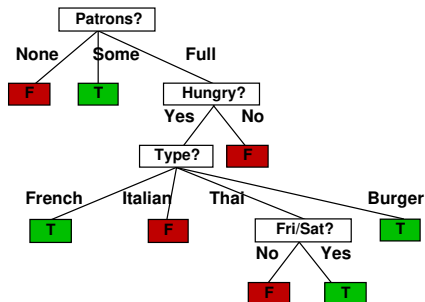 Patrons?
None Some Full
F T Hungry?
Yes No
Type? F
French Italian Thai Burger
T F Fri/Sat? T
No Yes
F T